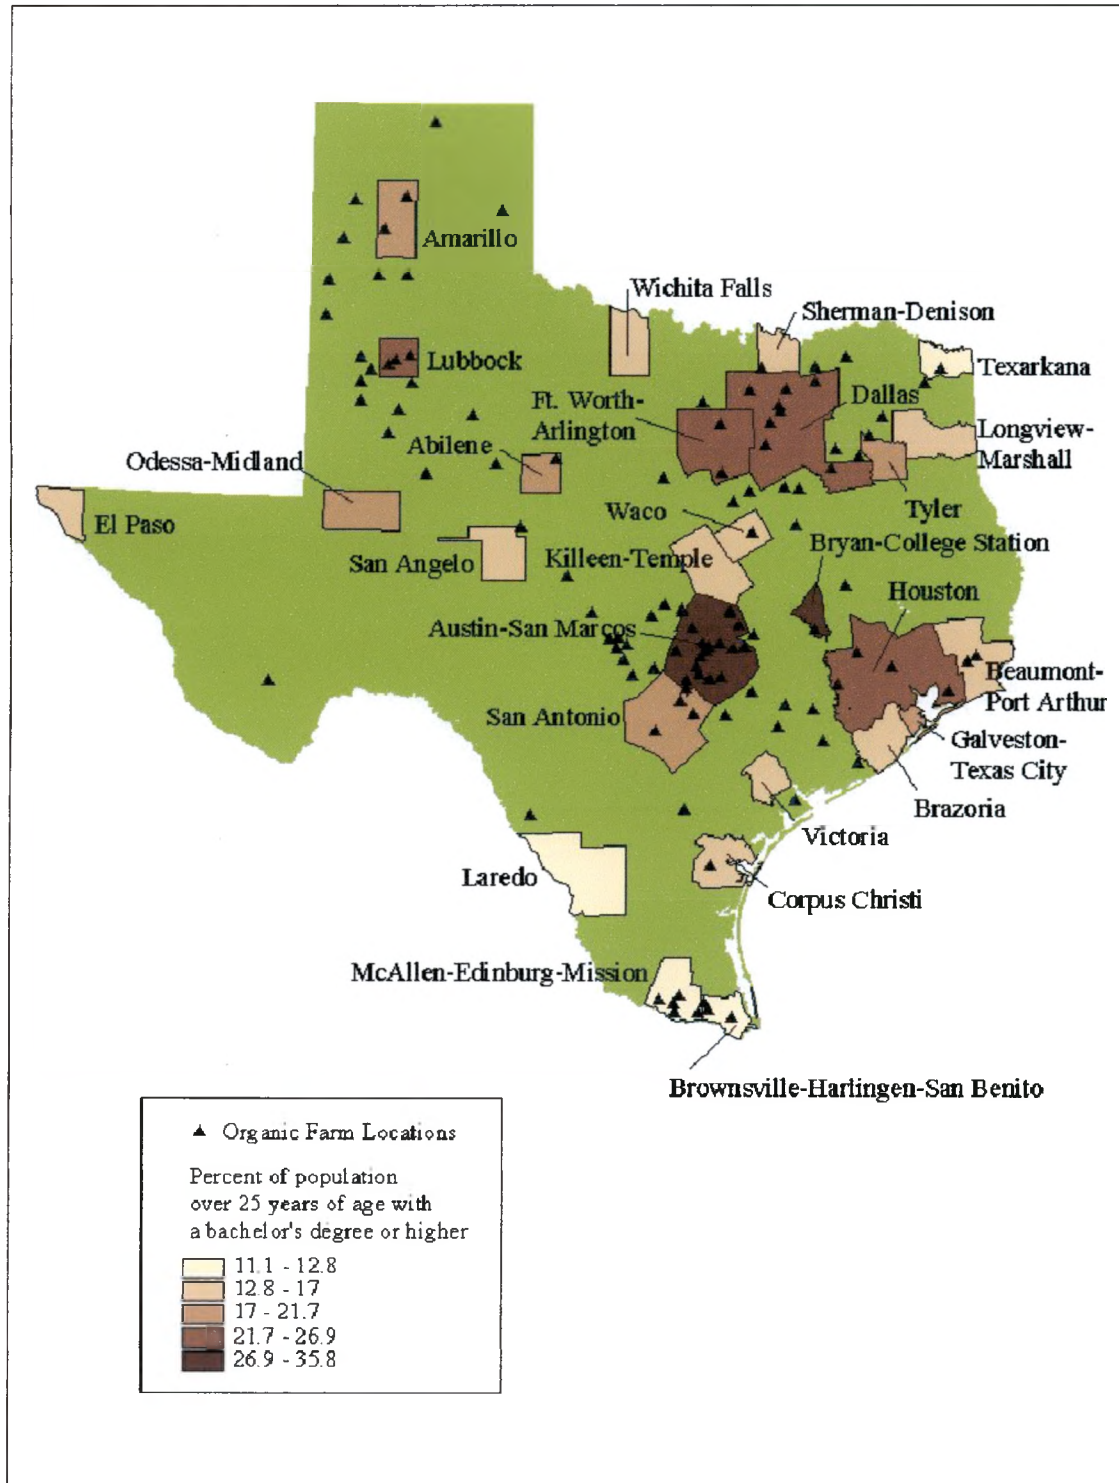 Amarillo
Wichita Falls
Sherman-Denison
Lubbock
Texarkana
Ft. Worth-
Arlington
Dallas
Abilene
Longview-
Marshall
Odessa-Midland
El Paso
Waco
Tyler
San Angelo
Killeen-Temple
Bryan-College Station
Houston
Austin-San Marcos
Beaumont-
Port Arthur
San Antonio
Galveston-
Texas City
Brazoria
Victoria
Laredo
Corpus Christi
McAllen-Edinburg-Mission
Brownsville-Harlingen-San Benito
Organic Farm Locations
Percent of population
over 25 years of age with
a bachelor's degree or higher
11.1 - 12.8
12.8 - 17
17 - 21.7
21.7 - 26.9
26.9 - 35.8